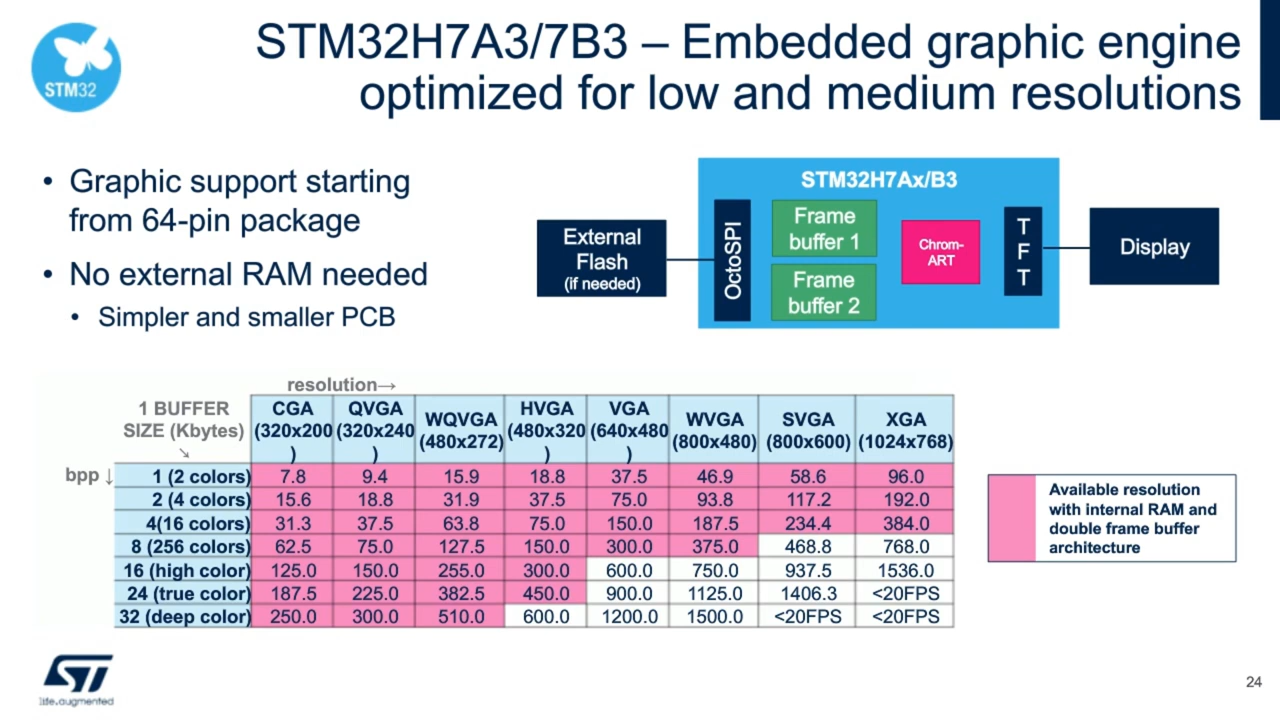 STM32
STM32H7A3/7B3 – Embedded graphic engine
optimized for low and medium resolutions
• Graphic support starting
from 64-pin package
• No external RAM needed
• Simpler and smaller PCB
STM32H7Ax/B3
External
Flash
(if needed)
OctoSPI
Frame
buffer 1
Frame
buffer 2
Chrom-
ART
T
F
T
Display
resolution→
1 BUFFER
SIZE (Kbytes)
↘
bpp ↓
CGA
(320x200
)
QVGA
(320x240
)
WQVGA
(480x272)
HVGA
(480x320
)
VGA
(640x480
)
WVGA
(800x480)
SVGA
(800x600)
XGA
(1024x768)
1 (2 colors) 7.8 9.4 15.9 18.8 37.5 46.9 58.6 96.0
2 (4 colors) 15.6 18.8 31.9 37.5 75.0 93.8 117.2 192.0
4(16 colors) 31.3 37.5 63.8 75.0 150.0 187.5 234.4 384.0
8 (256 colors) 62.5 75.0 127.5 150.0 300.0 375.0 468.8 768.0
16 (high color) 125.0 150.0 255.0 300.0 600.0 750.0 937.5 1536.0
24 (true color) 187.5 225.0 382.5 450.0 900.0 1125.0 1406.3 <20FPS
32 (deep color) 250.0 300.0 510.0 600.0 1200.0 1500.0 <20FPS <20FPS
Available resolution
with internal RAM and
double frame buffer
architecture
ST
life.augmented
24